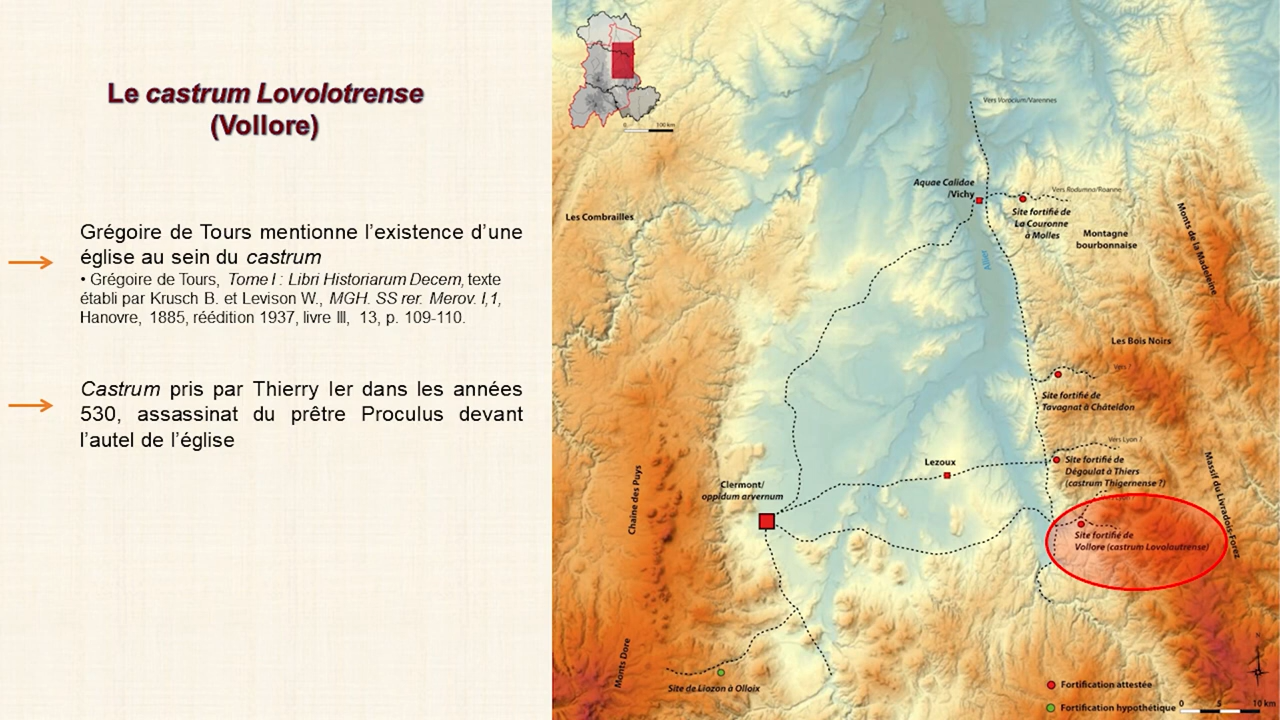 Le castrum Lovolotrense
(Vollore)
Grégoire de Tours mentionne l'existence d'une
église au sein du castrum
• Grégoire de Tours, Tome I : Libri Historiarum Decem, texte
établi par Krusch B. et Levison W., MGH. SS rer. Merov. I,1,
Hanovre, 1885, réédition 1937, livre III, 13, p. 109-110.
Castrum pris par Thierry Ier dans les années
530, assassinat du prêtre Proculus devant
l'autel de l'église
0 100 km
Vers Vorocium/Varennes
Aquae Calidae
/Vichy
Vers Rodumna/Roanne
Site fortifié de
La Couronne
à Molles
Montagne
bourbonnaise
Monts de la Madeleine
Les Combrailles
Allier
Les Bois Noirs
Vers ?
Site fortifié de
Tavagnat à Châteldon
Vers Lyon ?
Lezoux
Site fortifié de
Dégoulat à Thiers
(castrum Thigernense ?)
Clermont/
oppidum arvernum
Chaine des Puys
Massif du Livradois-Forez
Site fortifié de
Vollore (castrum Lovolautrense)
Monts Dore
Site de Liozon à Olloix
N
Fortification attestée
Fortification hypothétique
0 5 10 km